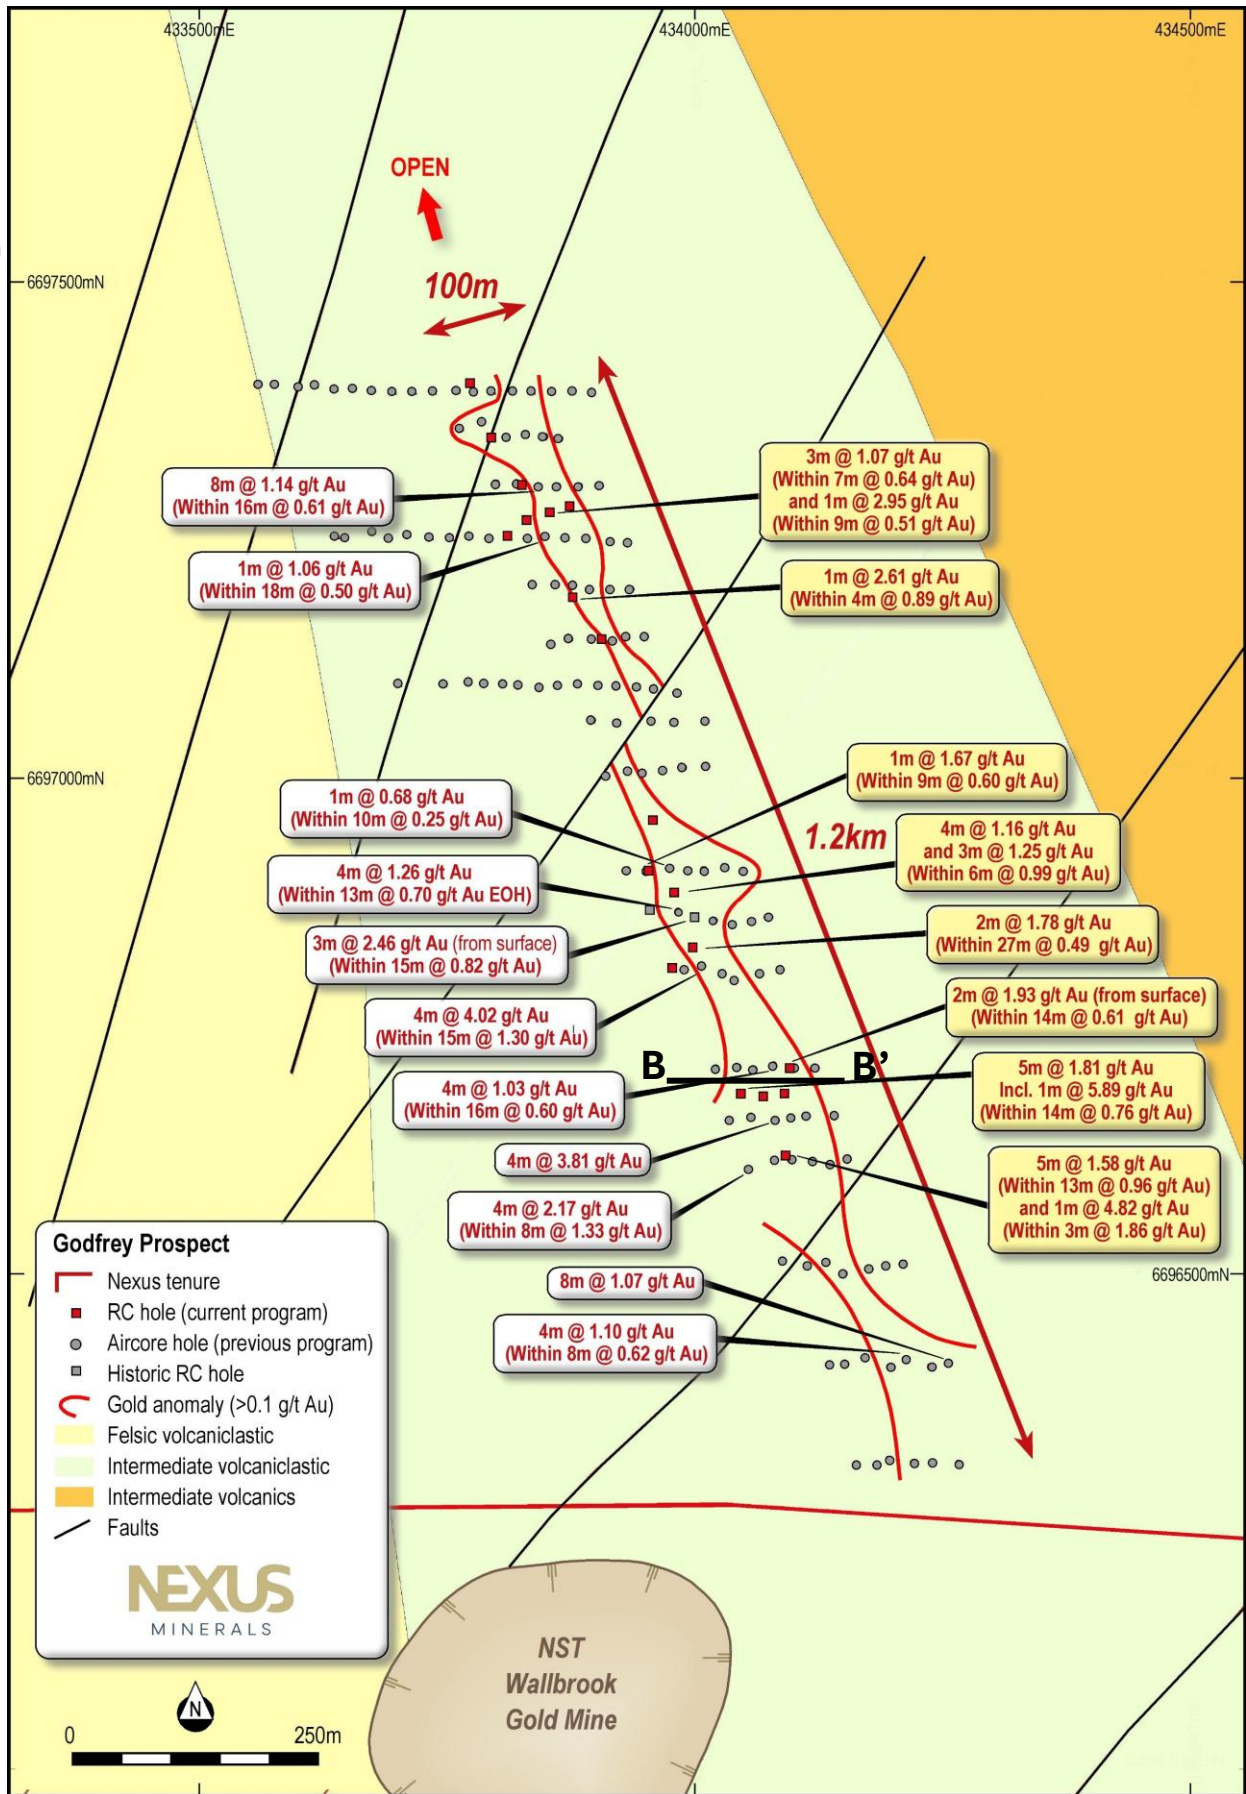 433500mE
434000mE
434500mE
OPEN
6697500mN
100m
3m @ 1.07 g/t Au
(Within 7m @ 0.64 g/t Au)
and 1m @ 2.95 g/t Au
(Within 9m @ 0.51 g/t Au)
8m @ 1.14 g/t Au
(Within 16m @ 0.61 g/t Au)
1m @ 1.06 g/t Au
(Within 18m @ 0.50 g/t Au)
1m @ 2.61 g/t Au
(Within 4m @ 0.89 g/t Au)
6697000mN
1m @ 1.67 g/t Au
(Within 9m @ 0.60 g/t Au)
1m @ 0.68 g/t Au
(Within 10m @ 0.25 g/t Au)
1.2km
4m @ 1.16 g/t Au
and 3m @ 1.25 g/t Au
(Within 6m @ 0.99 g/t Au)
4m @ 1.26 g/t Au
(Within 13m @ 0.70 g/t Au EOH)
2m @ 1.78 g/t Au
(Within 27m @ 0.49 g/t Au)
3m @ 2.46 g/t Au (from surface)
(Within 15m @ 0.82 g/t Au)
2m @ 1.93 g/t Au (from surface)
(Within 14m @ 0.61 g/t Au)
4m @ 4.02 g/t Au
(Within 15m @ 1.30 g/t Au)
B
B'
5m @ 1.81 g/t Au
Incl. 1m @ 5.89 g/t Au
(Within 14m @ 0.76 g/t Au)
4m @ 1.03 g/t Au
(Within 16m @ 0.60 g/t Au)
4m @ 3.81 g/t Au
5m @ 1.58 g/t Au
(Within 13m @ 0.96 g/t Au)
and 1m @ 4.82 g/t Au
(Within 3m @ 1.86 g/t Au)
4m @ 2.17 g/t Au
(Within 8m @ 1.33 g/t Au)
6696500mN
8m @ 1.07 g/t Au
4m @ 1.10 g/t Au
(Within 8m @ 0.62 g/t Au)
Godfrey Prospect
Nexus tenure
RC hole (current program)
Aircore hole (previous program)
Historic RC hole
Gold anomaly (>0.1 g/t Au)
Felsic volcaniclastic
Intermediate volcaniclastic
Intermediate volcanics
Faults
NEXUS
MINERALS
NST
Wallbrook
Gold Mine
N
0
250m